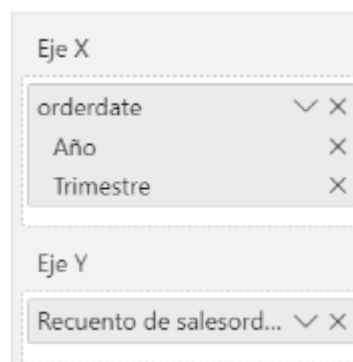 Eje X
orderdate
Año
Trimestre
Eje Y
Recuento de salesord...